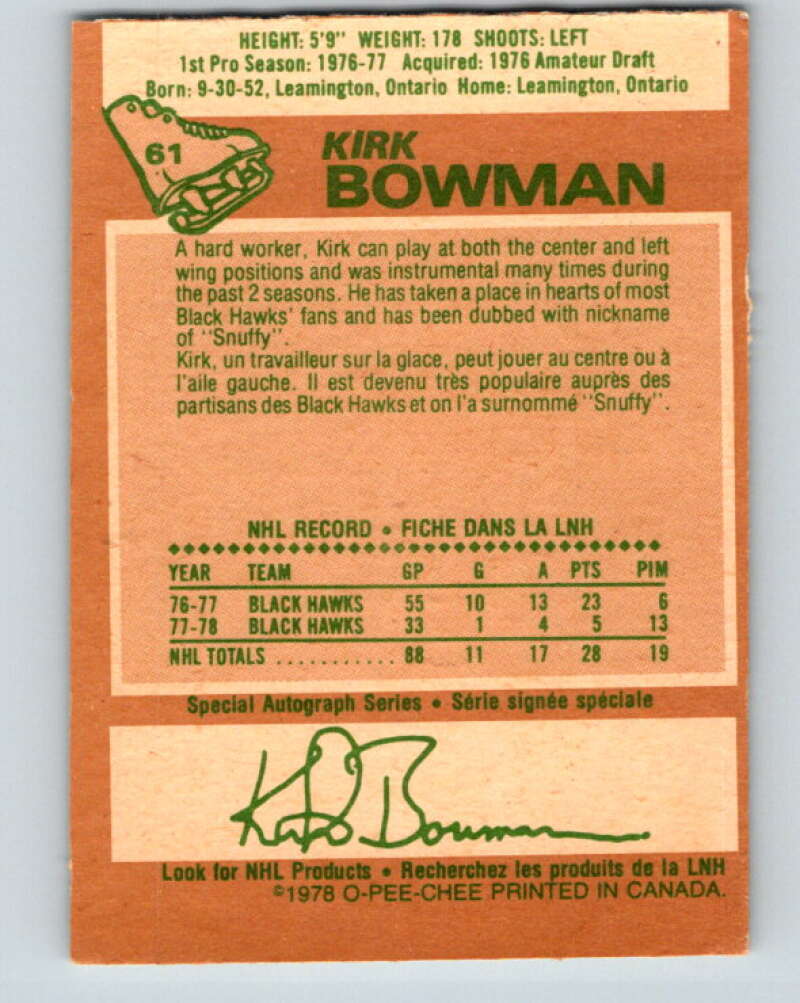 HEIGHT: 5'9" WEIGHT: 178 SHOOTS: LEFT
1st Pro Season: 1976-77 Acquired: 1976 Amateur Draft
Born: 9-30-52, Leamington, Ontario Home: Leamington, Ontario
61
KIRK
BOWMAN
A hard worker, Kirk can play at both the center and left
wing positions and was instrumental many times during
the past 2 seasons. He has taken a place in hearts of most
Black Hawks' fans and has been dubbed with nickname
of "Snuffy".
Kirk, un travailleur sur la glace, peut jouer au centre ou à
l'aile gauche. Il est devenu très populaire auprès des
partisans des Black Hawks et on l'a surnommé "Snuffy".
NHL RECORD • FICHE DANS LA LNH
YEAR TEAM GP G A PTS PIM
76-77 BLACK HAWKS 55 10 13 23 6
77-78 BLACK HAWKS 33 1 4 5 13
NHL TOTALS ........... 88 11 17 28 19
Special Autograph Series • Série signée spéciale
Kirk Bowman
Look for NHL Products • Recherchez les produits de la LNH
©1978 O-PEE-CHEE PRINTED IN CANADA.